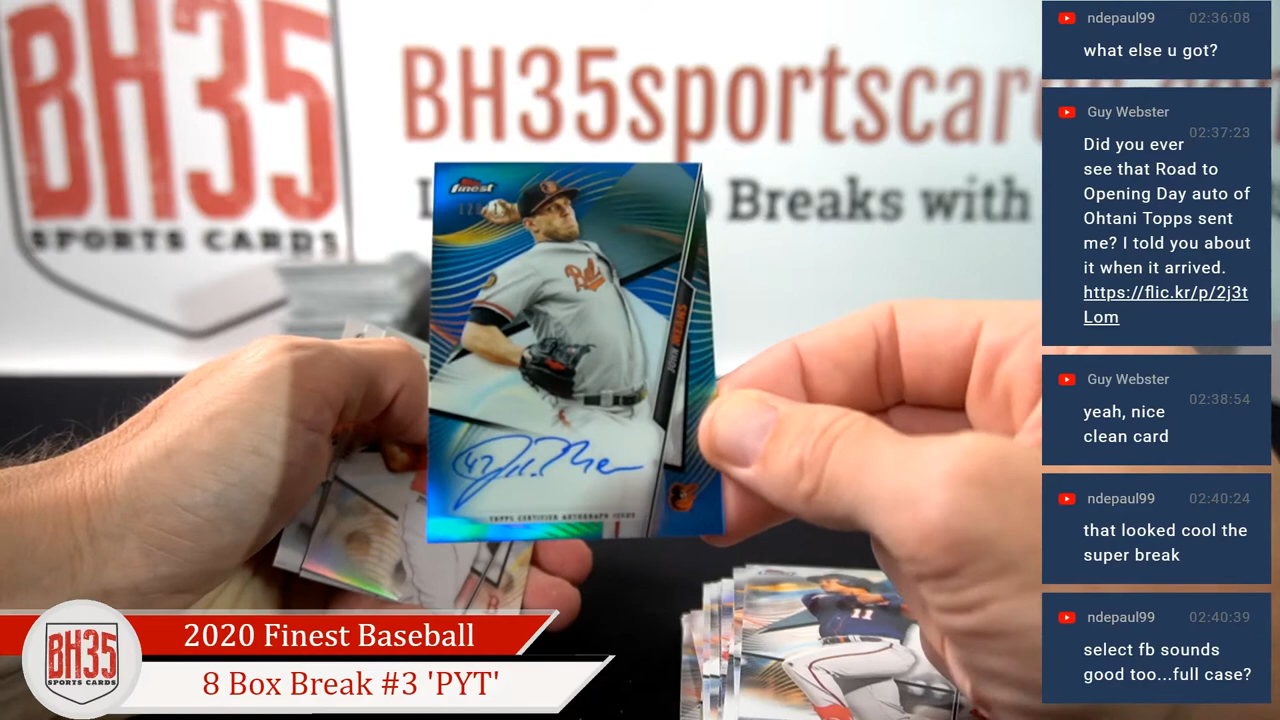 BH35
SPORTS CARDS
BH35sportscar
Breaks with
finest
JOHN MEANS
TOPPS CERTIFIED AUTOGRAPH ISSUE
11
BH35
SPORTS CARDS
2020 Finest Baseball
8 Box Break #3 'PYT'
ndepaul99 02:36:08
what else u got?
Guy Webster
02:37:23
Did you ever
see that Road to
Opening Day auto of
Ohtani Topps sent
me? I told you about
it when it arrived.
https://flic.kr/p/2j3t
Lom
Guy Webster
02:38:54
yeah, nice
clean card
ndepaul99 02:40:24
that looked cool the
super break
ndepaul99 02:40:39
select fb sounds
good too...full case?